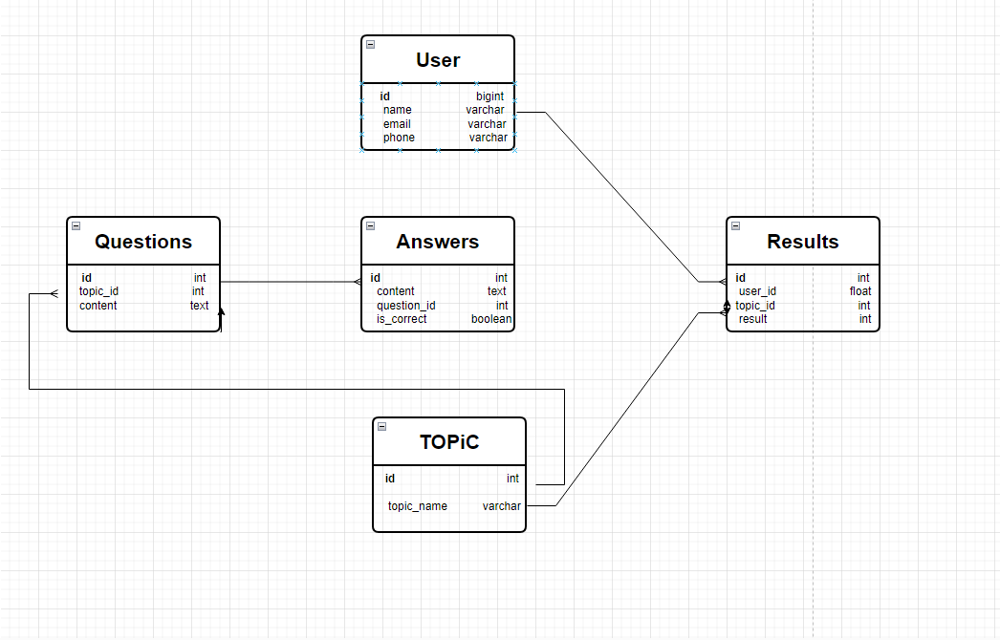 User
id bigint
name varchar
email varchar
phone varchar
Questions
id int
topic_id int
content text
Answers
id int
content text
question_id int
is_correct boolean
Results
id int
user_id float
topic_id int
result int
TOPiC
id int
topic_name varchar